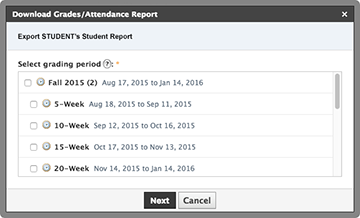 Download Grades/Attendance Report
Export STUDENT's Student Report
Select grading period ?: *
Fall 2015 (2) Aug 17, 2015 to Jan 14, 2016
5-Week Aug 18, 2015 to Sep 11, 2015
10-Week Sep 12, 2015 to Oct 16, 2015
15-Week Oct 17, 2015 to Nov 13, 2015
20-Week Nov 14, 2015 to Jan 14, 2016
Next Cancel